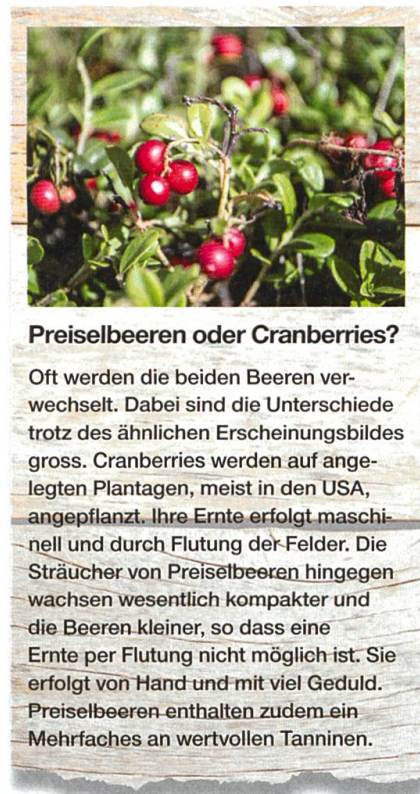 Preiselbeeren oder Cranberries?
Oft werden die beiden Beeren ver-
wechselt. Dabei sind die Unterschiede
trotz des ähnlichen Erscheinungsbildes
gross. Cranberries werden auf ange-
legten Plantagen, meist in den USA,
angepflanzt. Ihre Ernte erfolgt maschi-
nell und durch Flutung der Felder. Die
Sträucher von Preiselbeeren hingegen
wachsen wesentlich kompakter und
die Beeren kleiner, so dass eine
Ernte per Flutung nicht möglich ist. Sie
erfolgt von Hand und mit viel Geduld.
Preiselbeeren enthalten zudem ein
Mehrfaches an wertvollen Tanninen.